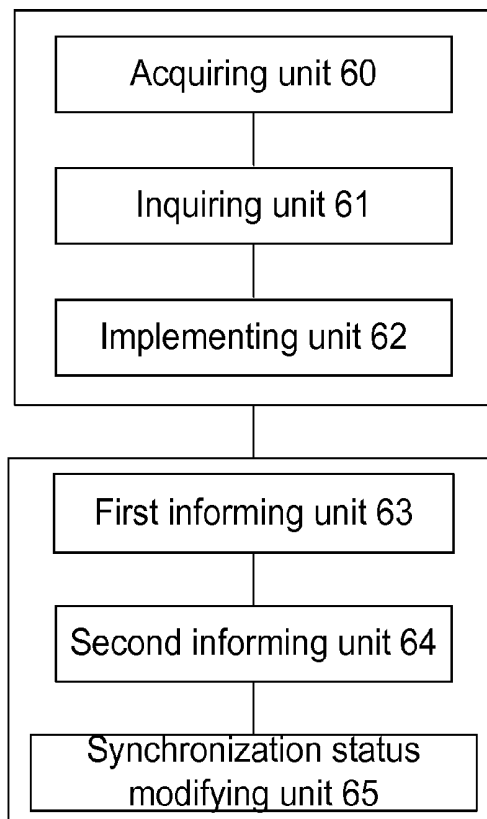 Acquiring unit 60
Inquiring unit 61
Implementing unit 62
First informing unit 63
Second informing unit 64
Synchronization status
modifying unit 65